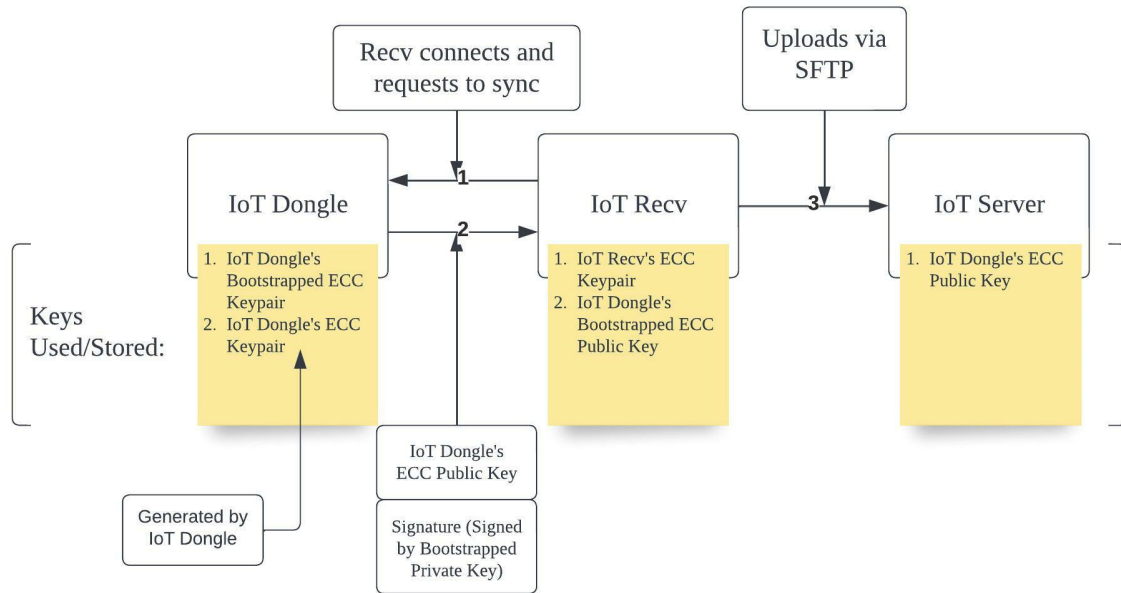 Recv connects and
requests to sync
Uploads via
SFTP
1
2
3
IoT Dongle
IoT Recv
IoT Server
Keys
Used/Stored:
1. IoT Dongle's
Bootstrapped ECC
Keypair
2. IoT Dongle's ECC
Keypair
1. IoT Recv's ECC
Keypair
2. IoT Dongle's
Bootstrapped ECC
Public Key
1. IoT Dongle's ECC
Public Key
Generated by
IoT Dongle
IoT Dongle's
ECC Public Key
Signature (Signed
by Bootstrapped
Private Key)